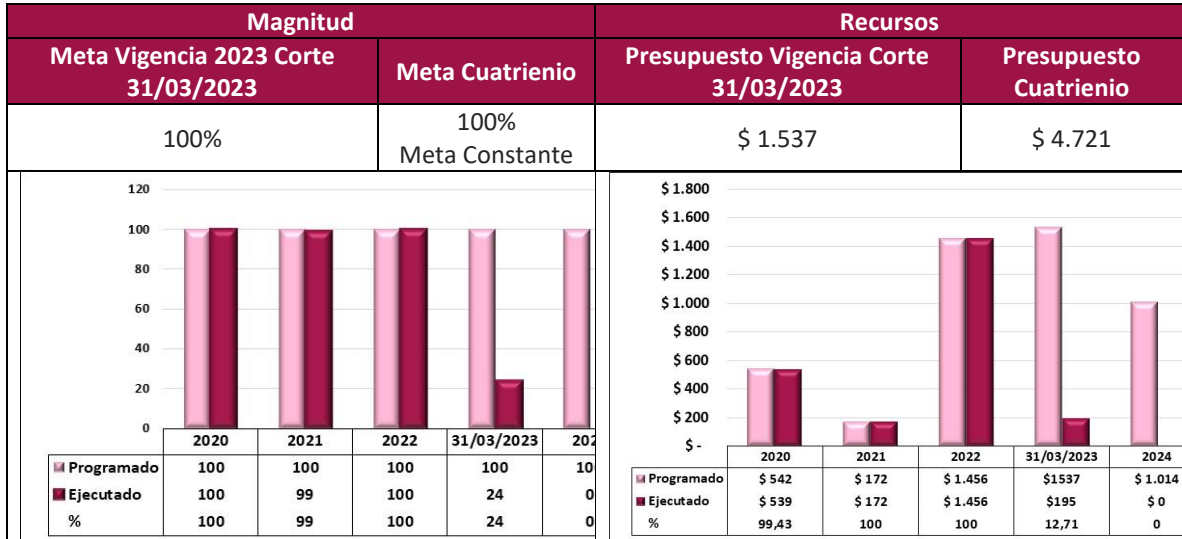 Magnitud Recursos
Meta Vigencia 2023 Corte 31/03/2023 Meta Cuatrienio Presupuesto Vigencia Corte 31/03/2023 Presupuesto Cuatrienio
100% 100% Meta Constante $ 1.537 $ 4.721
120
100
80
60
40
20
0
2020 2021 2022 31/03/2023 202
Programado 100 100 100 100 10
Ejecutado 100 99 100 24 0
% 100 99 100 24 0
$ 1.800
$ 1.600
$ 1.400
$ 1.200
$ 1.000
$ 800
$ 600
$ 400
$ 200
$ -
2020 2021 2022 31/03/2023 2024
Programado $ 542 $ 172 $ 1.456 $1537 $ 1.014
Ejecutado $ 539 $ 172 $ 1.456 $195 $ 0
% 99,43 100 100 12,71 0